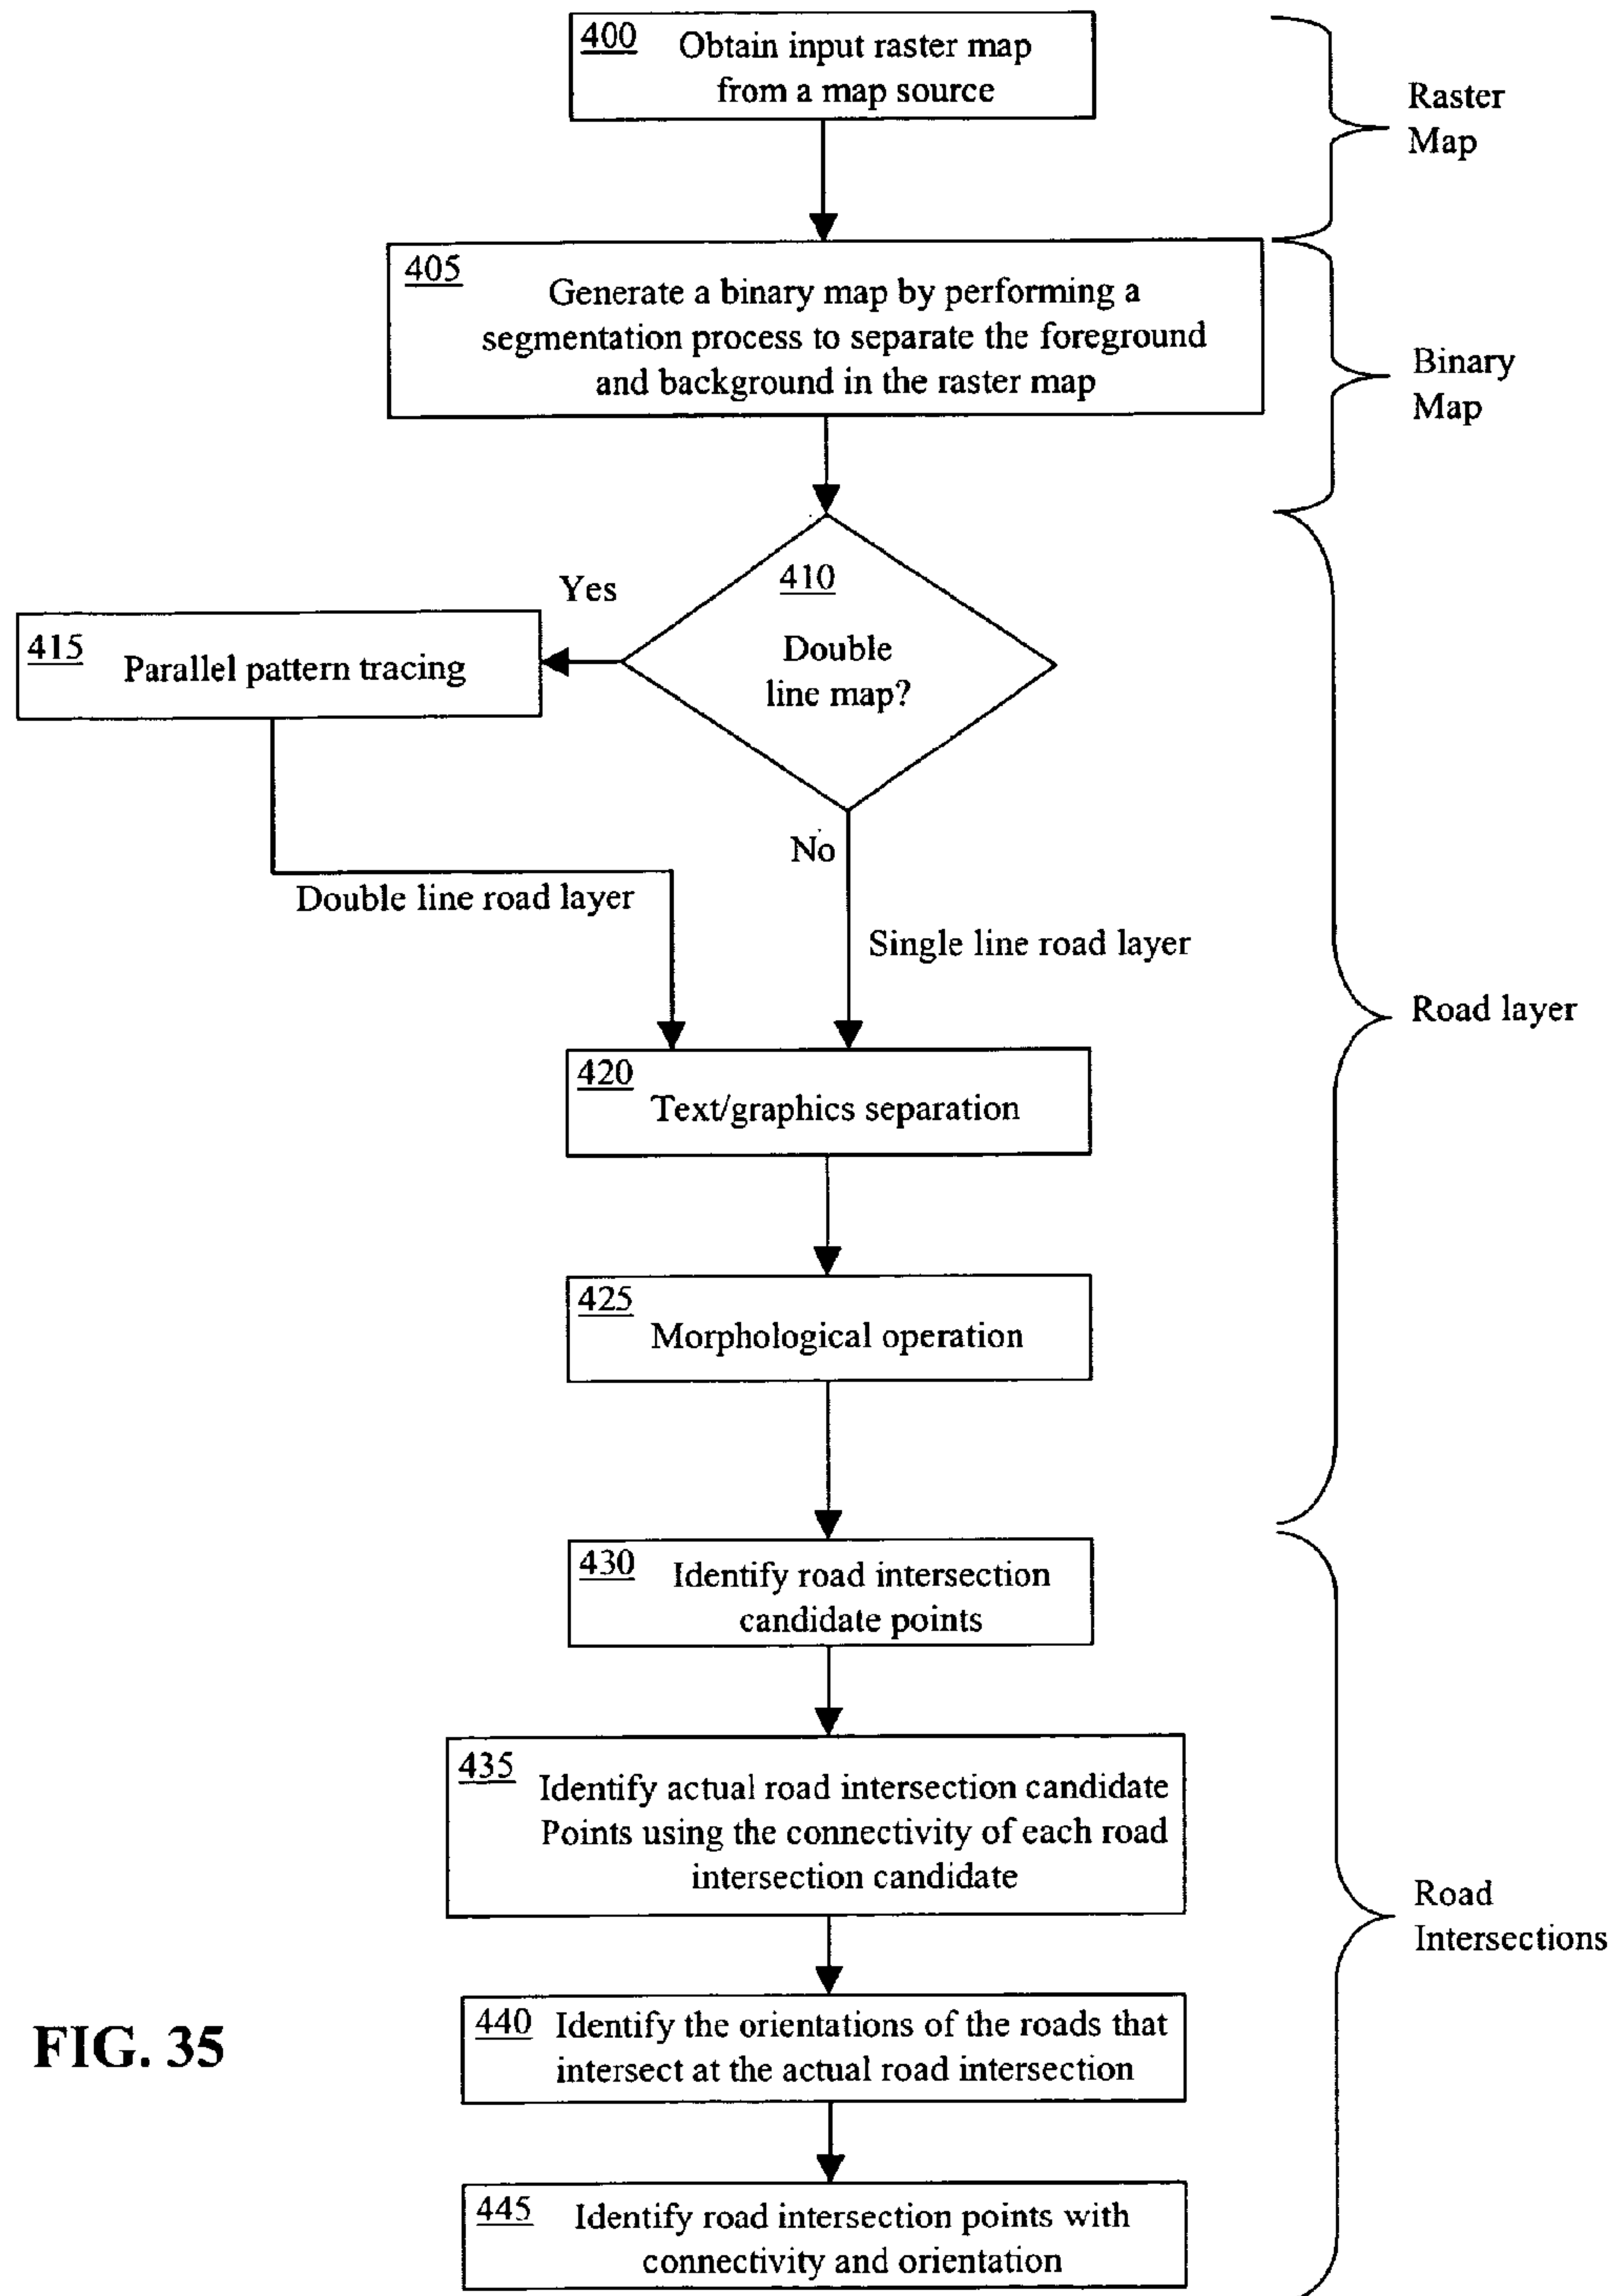 400 Obtain input raster map
from a map source
Raster
Map
405
Generate a binary map by performing a
segmentation process to separate the foreground
and background in the raster map
Binary
Map
410
Double
line map?
Yes
415 Parallel pattern tracing
No
Double line road layer
Single line road layer
Road layer
420
Text/graphics separation
425
Morphological operation
430 Identify road intersection
candidate points
435
Identify actual road intersection candidate
Points using the connectivity of each road
intersection candidate
Road
Intersections
440 Identify the orientations of the roads that
intersect at the actual road intersection
FIG. 35
445 Identify road intersection points with
connectivity and orientation